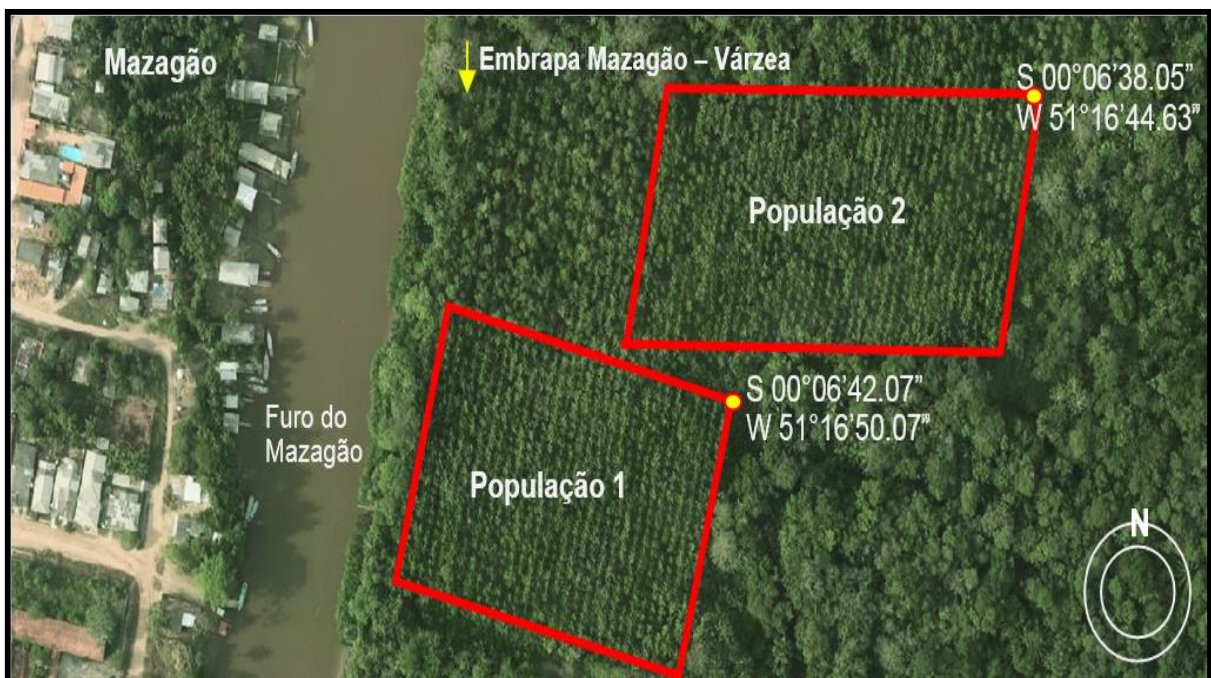 Mazagão
Embrapa Mazagão – Várzea
S 00°06’38.05”
W 51°16’44.63”
População 2
S 00°06’42.07”
W 51°16’50.07”
Furo do
Mazagão
População 1
N